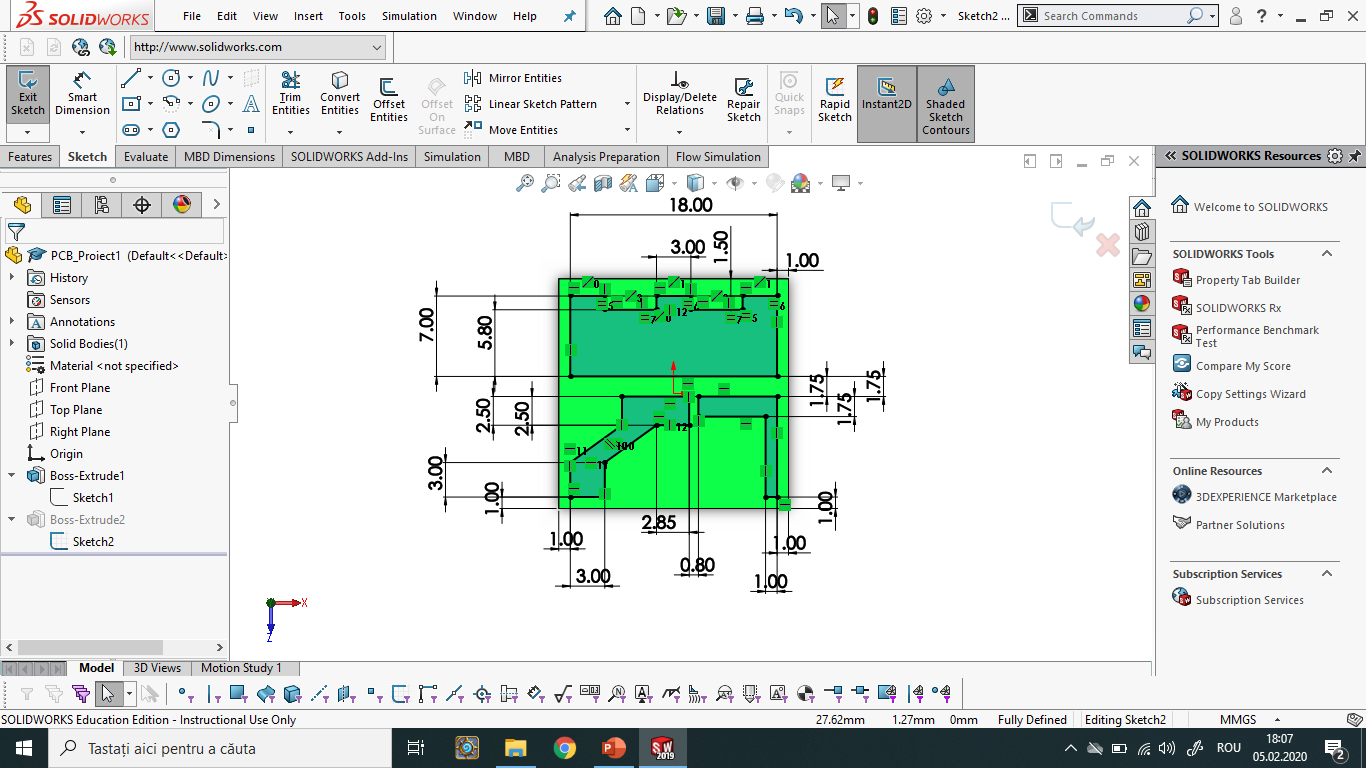 SOLIDWORKS File Edit View Insert Tools Simulation Window Help Sketch2 ... Search Commands
http://www.solidworks.com
Exit Sketch
Smart Dimension
Trim Entities
Convert Entities
Offset Entities
Offset On Surface
Mirror Entities
Linear Sketch Pattern
Move Entities
Display/Delete Relations
Repair Sketch
Quick Snaps
Rapid Sketch
Instant2D
Shaded Sketch Contours
Features Sketch Evaluate MBD Dimensions SOLIDWORKS Add-Ins Simulation MBD Analysis Preparation Flow Simulation
PCB_Proiect1 (Default<<Default>
History
Sensors
Annotations
Solid Bodies(1)
Material <not specified>
Front Plane
Top Plane
Right Plane
Origin
Boss-Extrude1
Sketch1
Boss-Extrude2
Sketch2
18.00
3.00
1.50
1.00
7.00
5.80
1.75
1.75
1.75
2.50
2.50
3.00
1.00
1.00
2.85
1.00
1.00
0.80
3.00
1.00
X
Z
SOLIDWORKS Resources
Welcome to SOLIDWORKS
SOLIDWORKS Tools
Property Tab Builder
SOLIDWORKS Rx
Performance Benchmark
Test
Compare My Score
Copy Settings Wizard
My Products
Online Resources
3DEXPERIENCE Marketplace
Partner Solutions
Subscription Services
Subscription Services
Model 3D Views Motion Study 1
SOLIDWORKS Education Edition - Instructional Use Only 27.62mm 1.27mm 0mm Fully Defined Editing Sketch2 MMGS
Tastați aici pentru a căuta
2019
ROU
18:07
05.02.2020
2